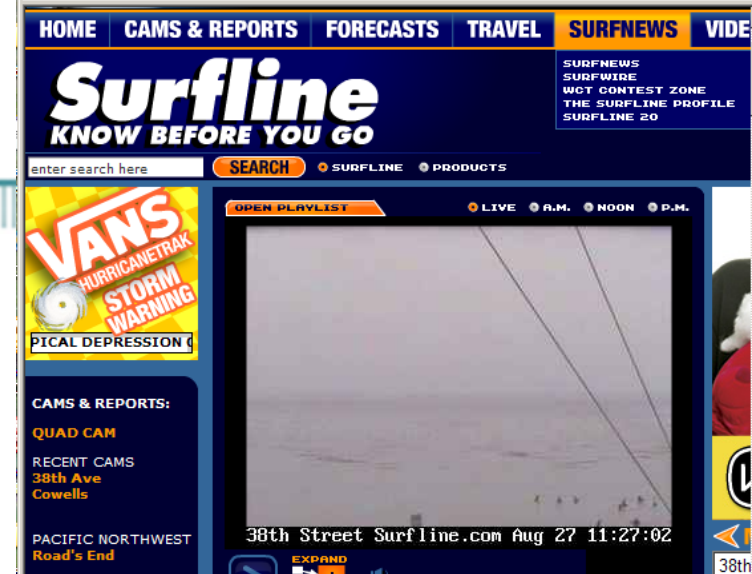 HOME CAMS & REPORTS FORECASTS TRAVEL SURFNEWS VIDE
SURFNEWS
SURFWIRE
WCT CONTEST ZONE
THE SURFLINE PROFILE
SURFLINE 20
Surfline
KNOW BEFORE YOU GO
enter search here SEARCH SURFLINE PRODUCTS
OPEN PLAYLIST LIVE A.M. NOON P.M.
VANS
HURRICANETRAK
STORM
WARNING
PICAL DEPRESSION
CAMS & REPORTS:
QUAD CAM
RECENT CAMS
38th Ave
Cowells
PACIFIC NORTHWEST
Road's End
38th Street Surfline.com Aug 27 11:27:02
EXPAND
38th